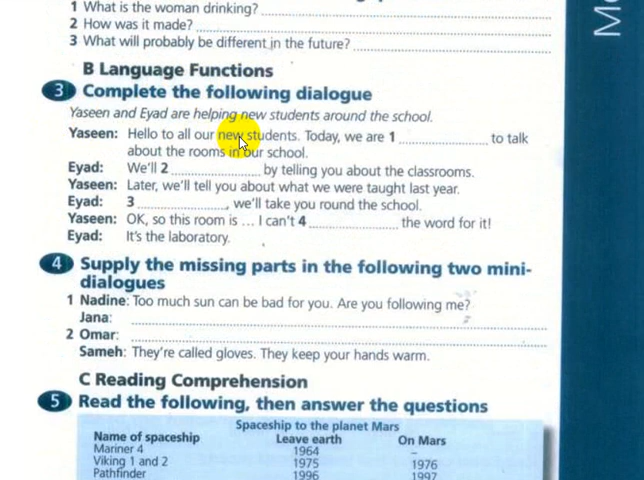 1 What is the woman drinking?
2 How was it made?
3 What will probably be different in the future?
B Language Functions
3 Complete the following dialogue
Yaseen and Eyad are helping new students around the school.
Yaseen: Hello to all our new students. Today, we are 1 ........................ to talk
about the rooms in our school.
Eyad: We'll 2 ........................ by telling you about the classrooms.
Yaseen: Later, we'll tell you about what we were taught last year.
Eyad: 3 ........................, we'll take you round the school.
Yaseen: OK, so this room is ... I can't 4 ........................ the word for it!
Eyad: It's the laboratory.
4 Supply the missing parts in the following two mini-
dialogues
1 Nadine: Too much sun can be bad for you. Are you following me?
Jana:
2 Omar:
Sameh: They're called gloves. They keep your hands warm.
C Reading Comprehension
5 Read the following, then answer the questions
Spaceship to the planet Mars
Name of spaceship Leave earth On Mars
Mariner 4 1964 –
Viking 1 and 2 1975 1976
Pathfinder 1996 1997